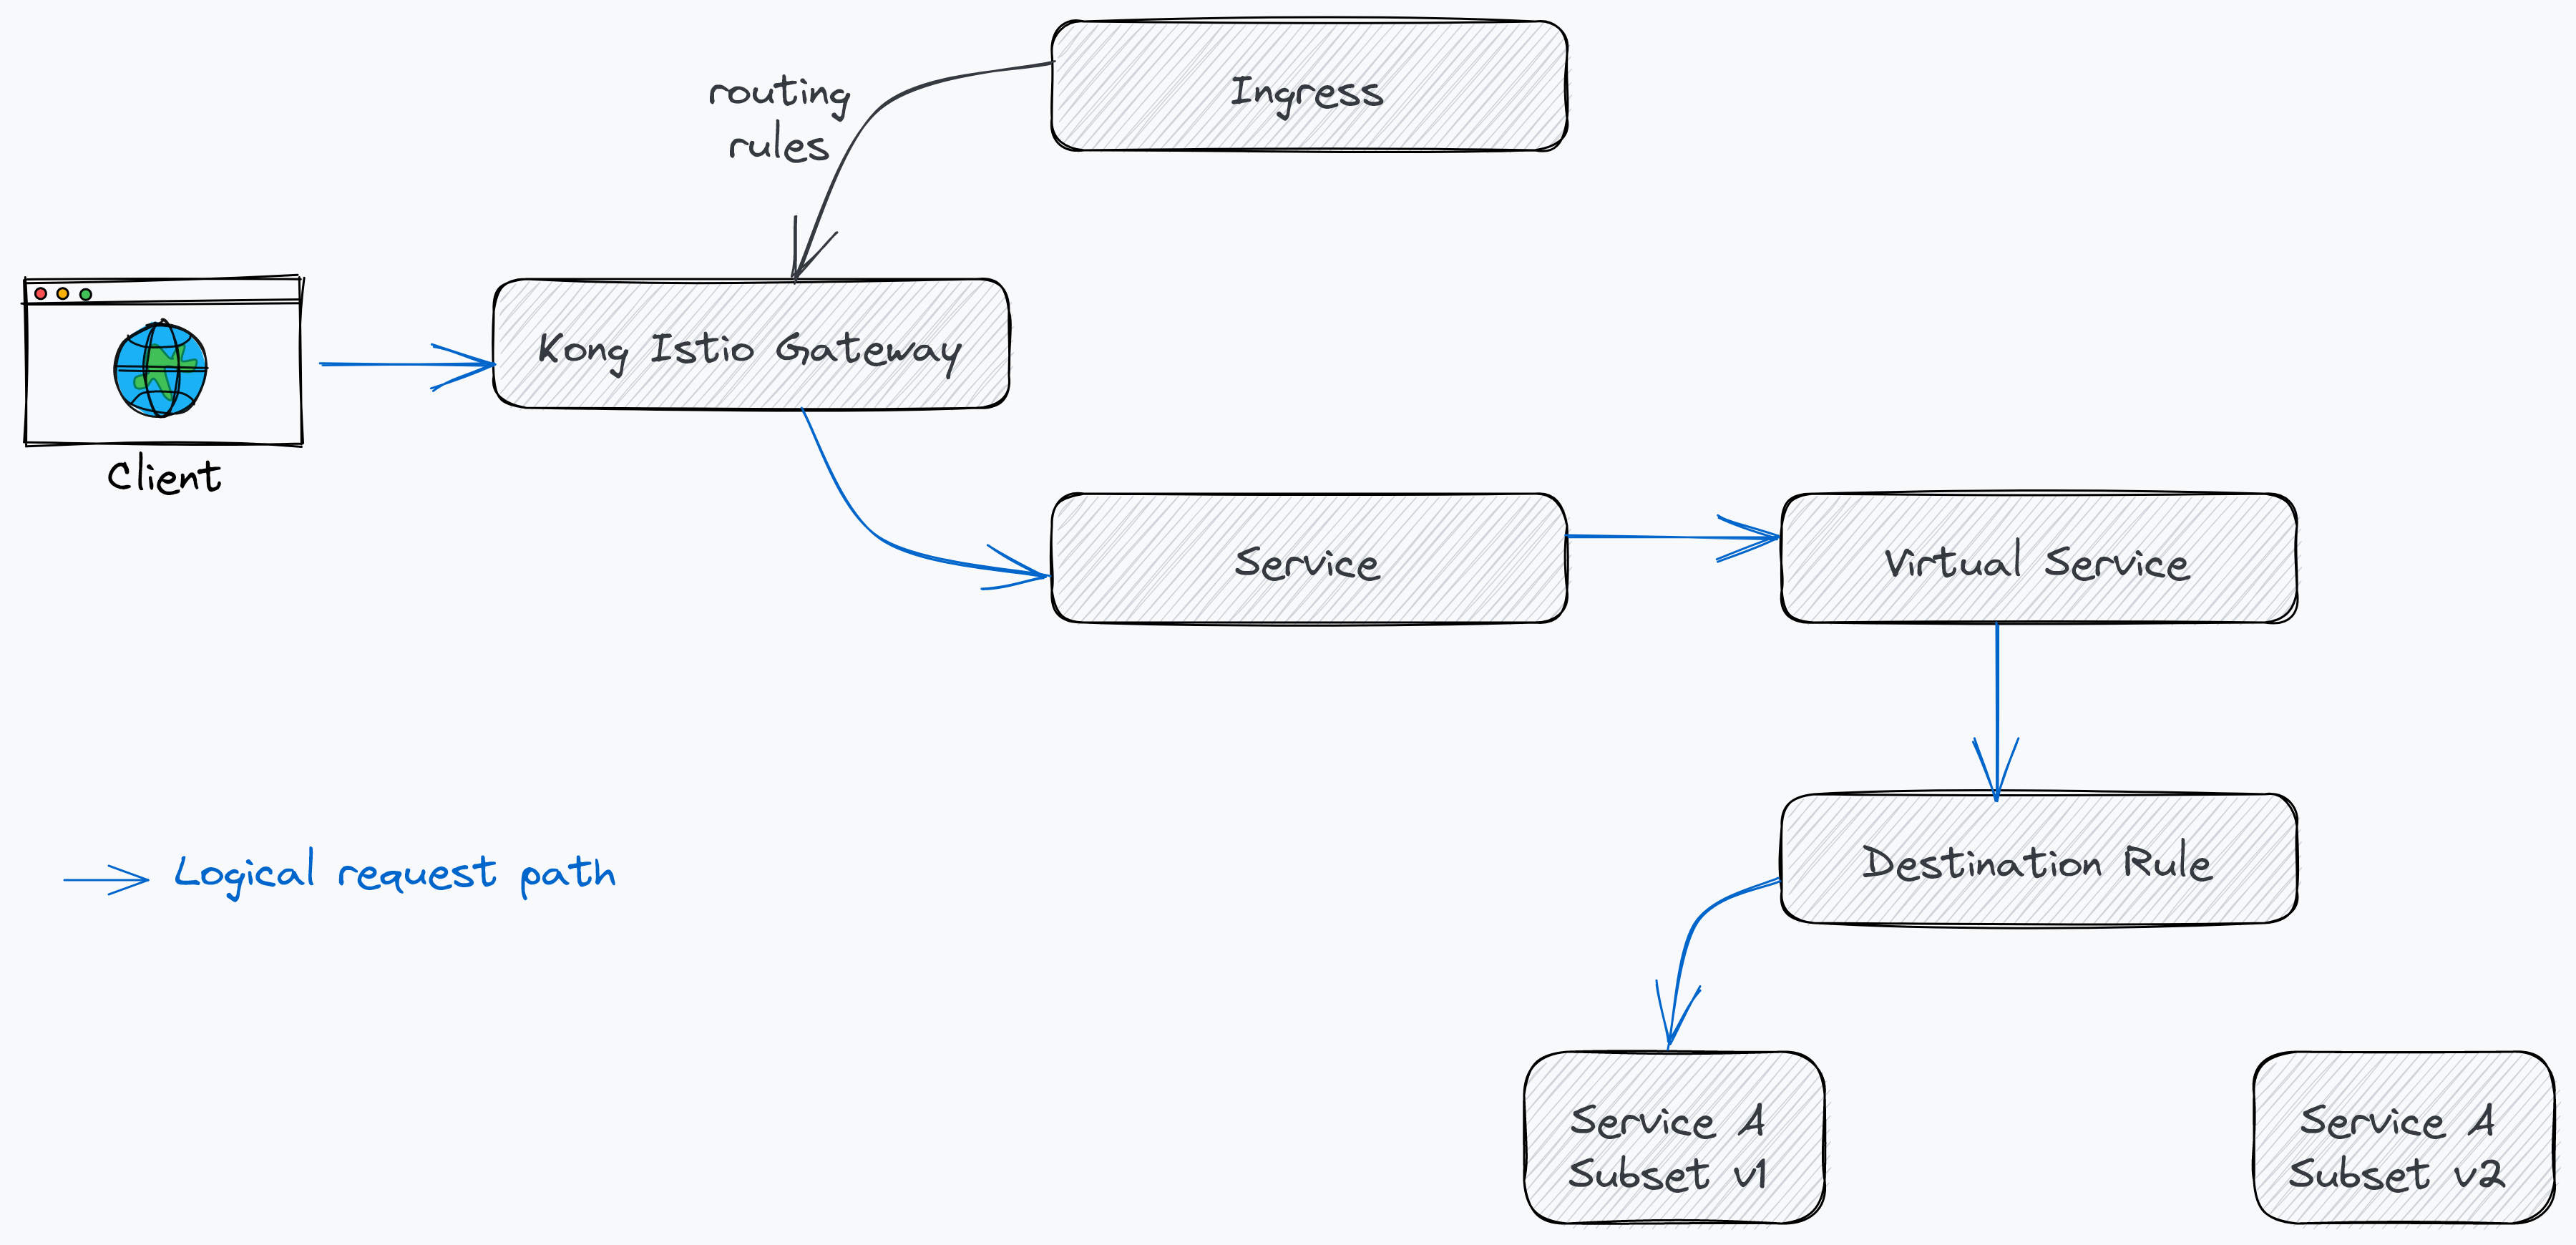 Ingress
routing
rules
Kong Istio Gateway
Client
Service
Virtual Service
Logical request path
Destination Rule
Service A
Subset v1
Service A
Subset v2